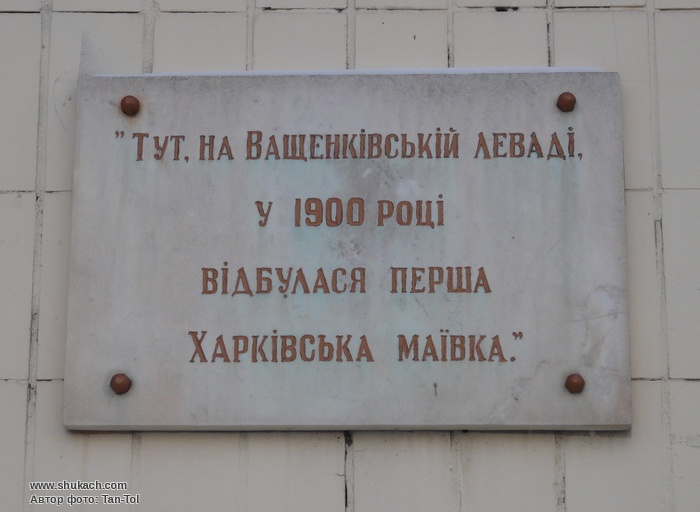 "Тут, на Ващенківській леваді,
у 1900 році
відбулася перша
Харківська маївка."
www.shukach.com
Автор фото: Tan-Tol